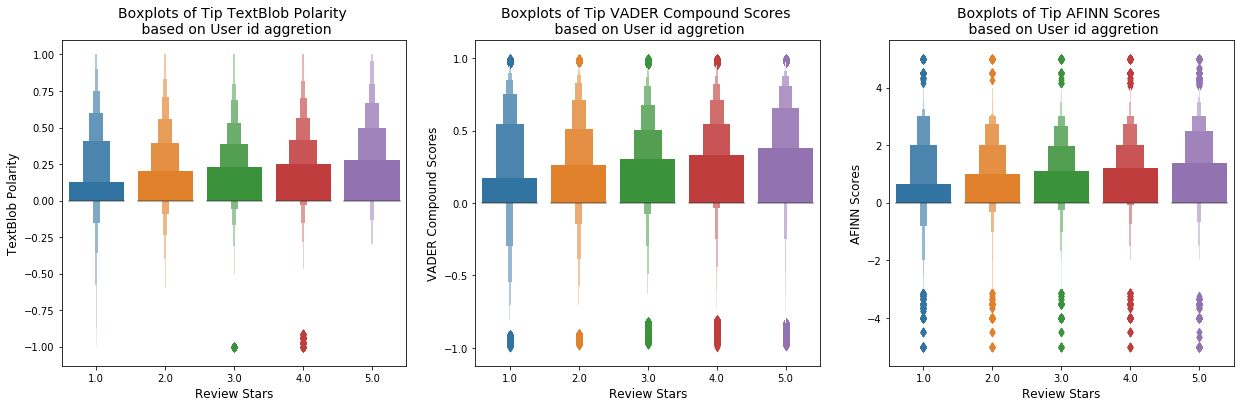 Boxplots of Tip TextBlob Polarity
based on User id aggretion
TextBlob Polarity
1.00
0.75
0.50
0.25
0.00
−0.25
−0.50
−0.75
−1.00
1.0 2.0 3.0 4.0 5.0
Review Stars
Boxplots of Tip VADER Compound Scores
based on User id aggretion
VADER Compound Scores
1.0
0.5
0.0
−0.5
−1.0
1.0 2.0 3.0 4.0 5.0
Review Stars
Boxplots of Tip AFINN Scores
based on User id aggretion
AFINN Scores
4
2
0
−2
−4
1.0 2.0 3.0 4.0 5.0
Review Stars